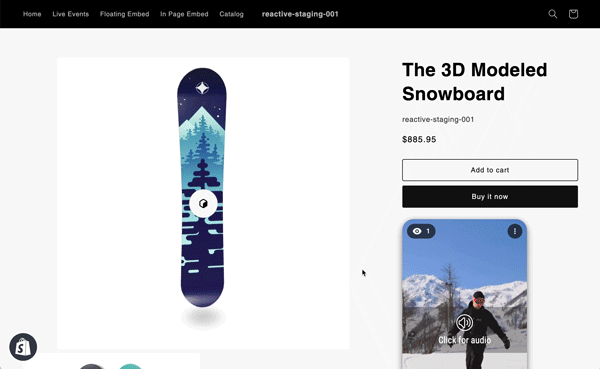 Home Live Events Floating Embed In Page Embed Catalog reactive-staging-001
The 3D Modeled
Snowboard
reactive-staging-001
$885.95
Add to cart
Buy it now
1
Click for audio